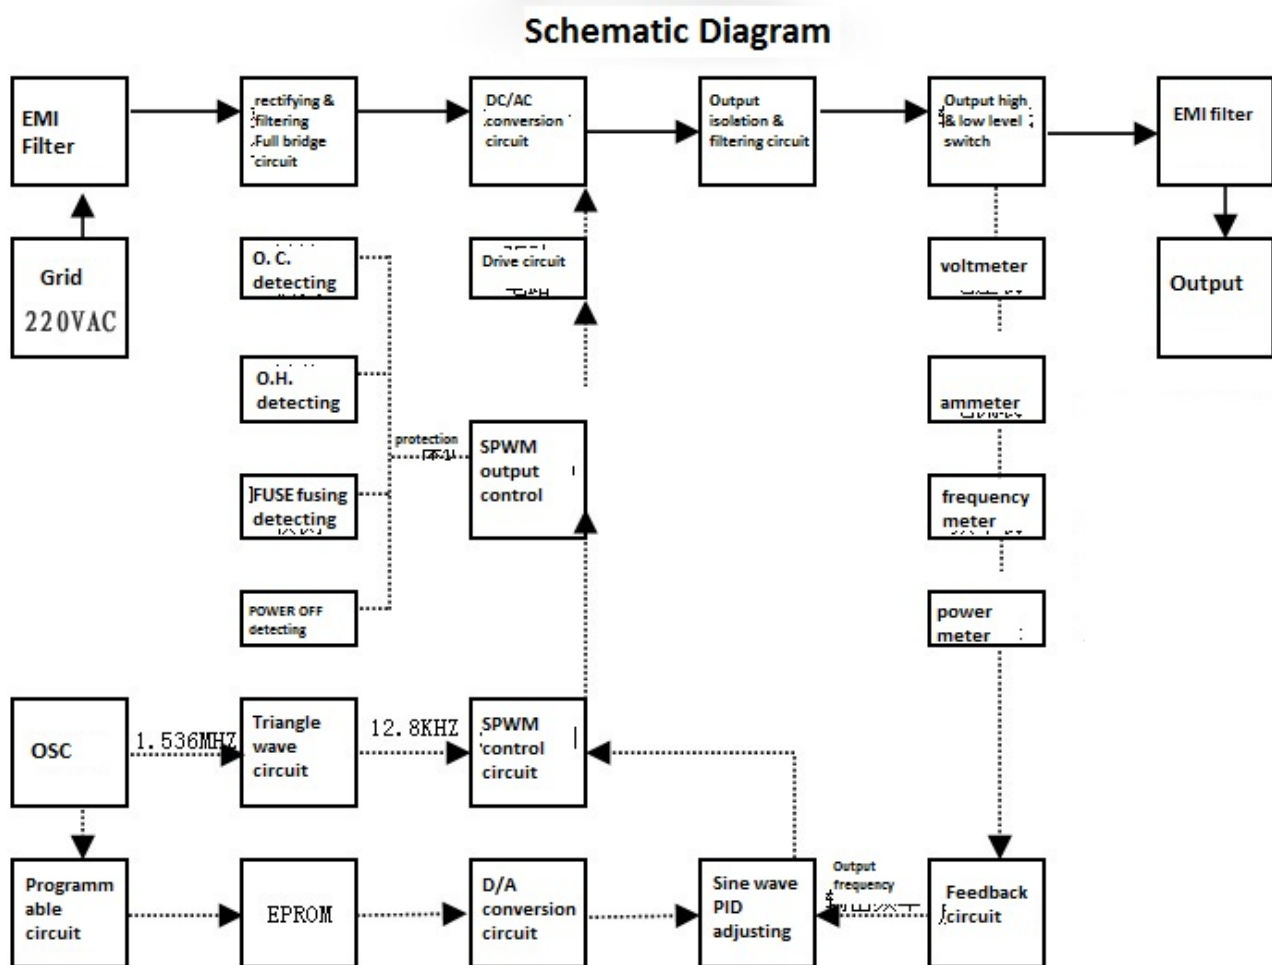 Schematic Diagram
EMI
Filter
rectifying &
filtering
Full bridge
circuit
DC/AC
conversion
circuit
Output
isolation &
filtering circuit
Output high
& low level
switch
EMI filter
Grid
220VAC
O. C.
detecting
Drive circuit
voltmeter
Output
O.H.
detecting
ammeter
protection
SPWM
output
control
FUSE fusing
detecting
frequency
meter
POWER OFF
detecting
power
meter
OSC
1.536MHZ
Triangle
wave
circuit
12.8KHZ
SPWM
control
circuit
Programm
able
circuit
EPROM
D/A
conversion
circuit
Sine wave
PID
adjusting
Output
frequency
Feedback
circuit